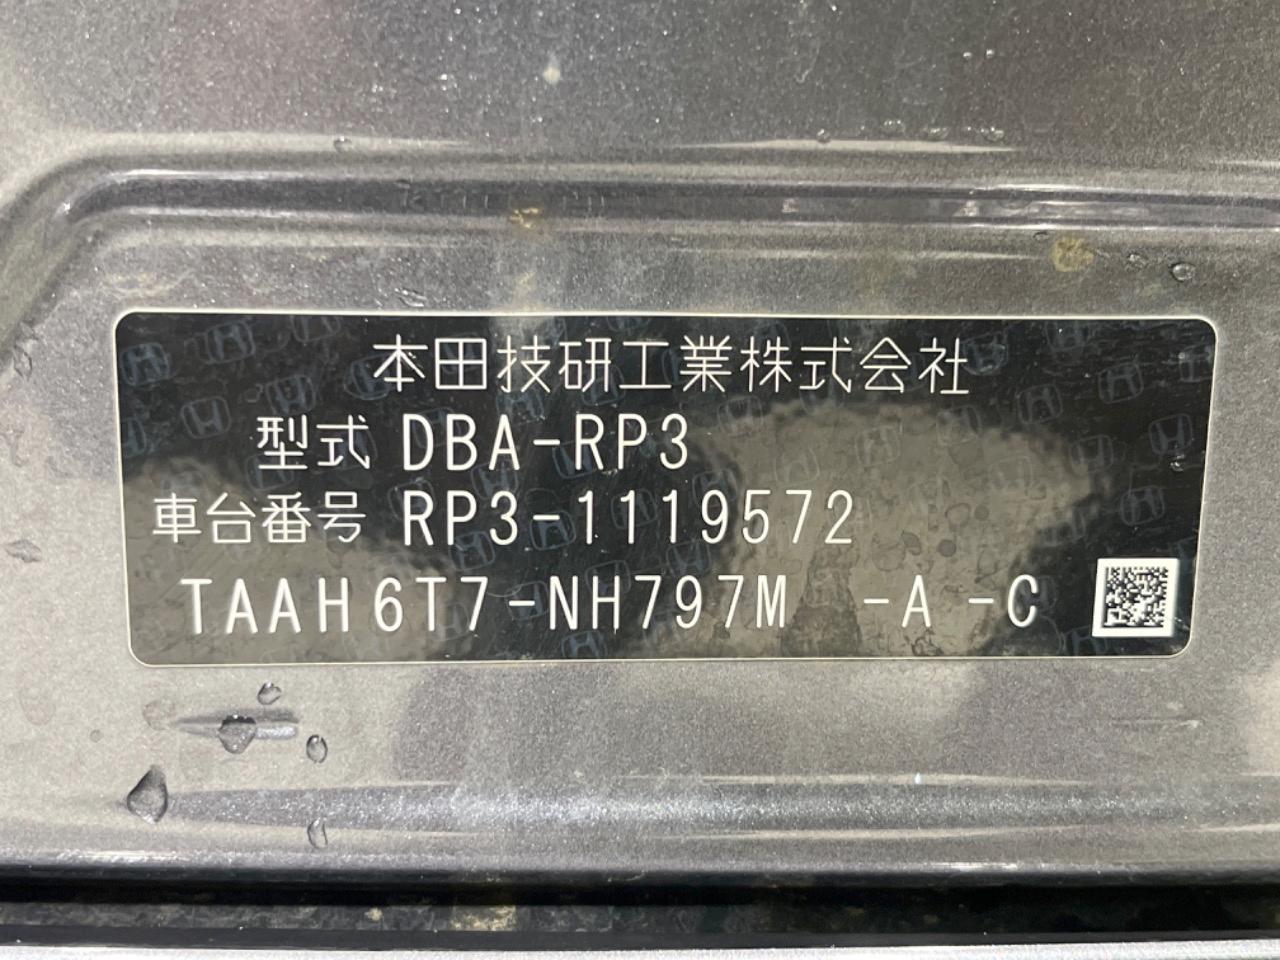 本田技研工業株式会社
型式 DBA-RP3
車台番号 RP3-1119572
TAAH6T7-NH797M -A -C